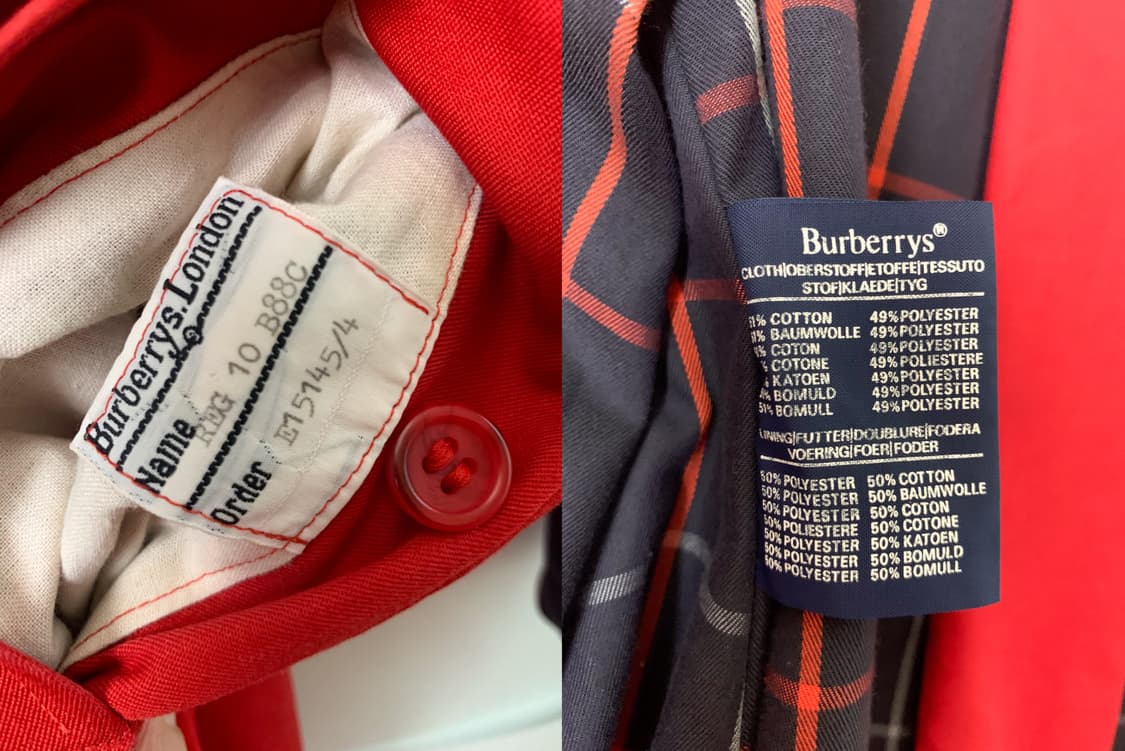 Burberrys.London
Name REG 10 B88C
Order E15145/4
Burberrys®
CLOTH|OBERSTOFF|ETOFFE|TESSUTO
STOF|KLAEDE|TYG
51% COTTON 49% POLYESTER
51% BAUMWOLLE 49% POLYESTER
% COTON 49% POLYESTER
% COTONE 49% POLIESTERE
% KATOEN 49% POLYESTER
% BOMULD 49% POLYESTER
51% BOMULL 49% POLYESTER
LINING|FUTTER|DOUBLURE|FODERA
VOERING|FOER|FODER
50% POLYESTER 50% COTTON
50% POLYESTER 50% BAUMWOLLE
50% POLYESTER 50% COTON
50% POLIESTERE 50% COTONE
50% POLYESTER 50% KATOEN
50% POLYESTER 50% BOMULD
50% POLYESTER 50% BOMULL